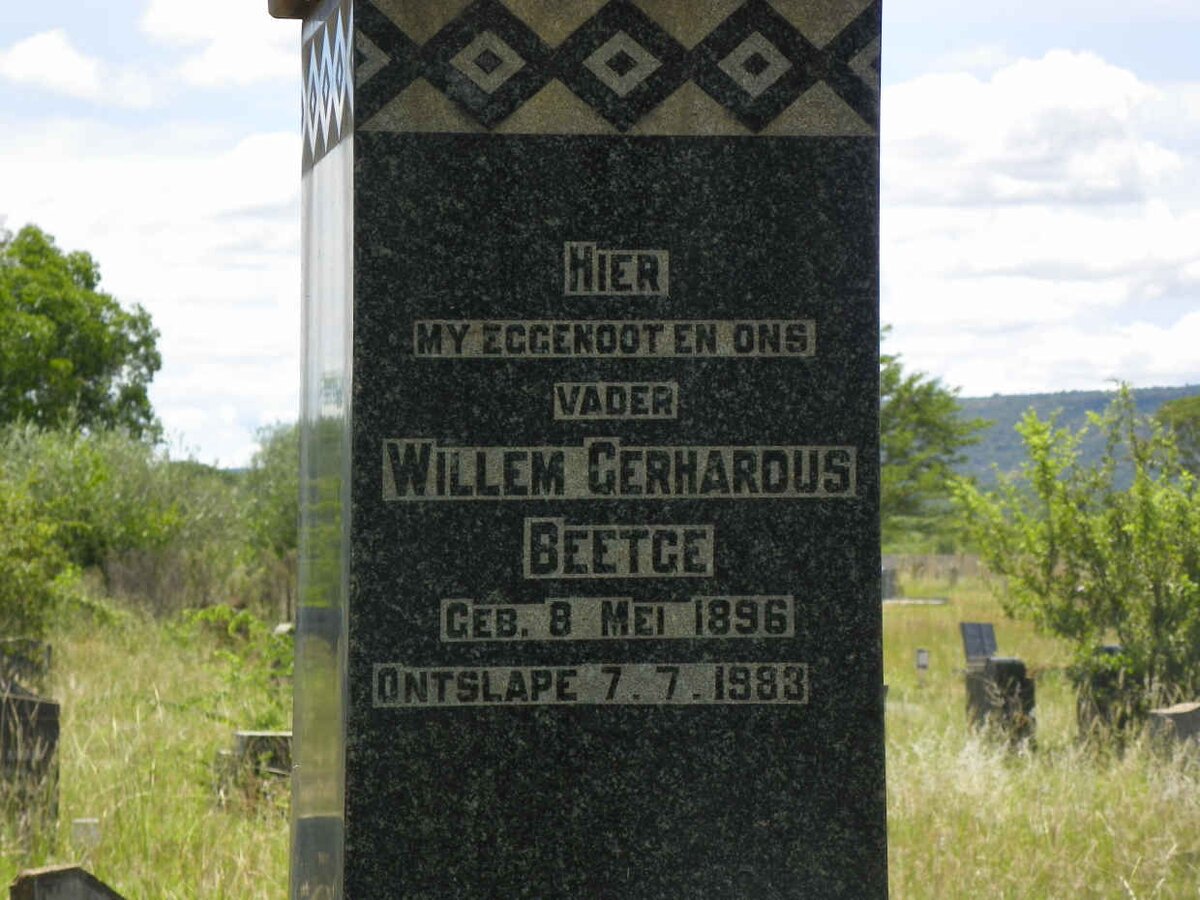 HIER
MY EGGENOOT EN ONS
VADER
WILLEM GERHARDUS
BEETGE
GEB. 8 MEI 1896
ONTSLAPE 7.7.1983